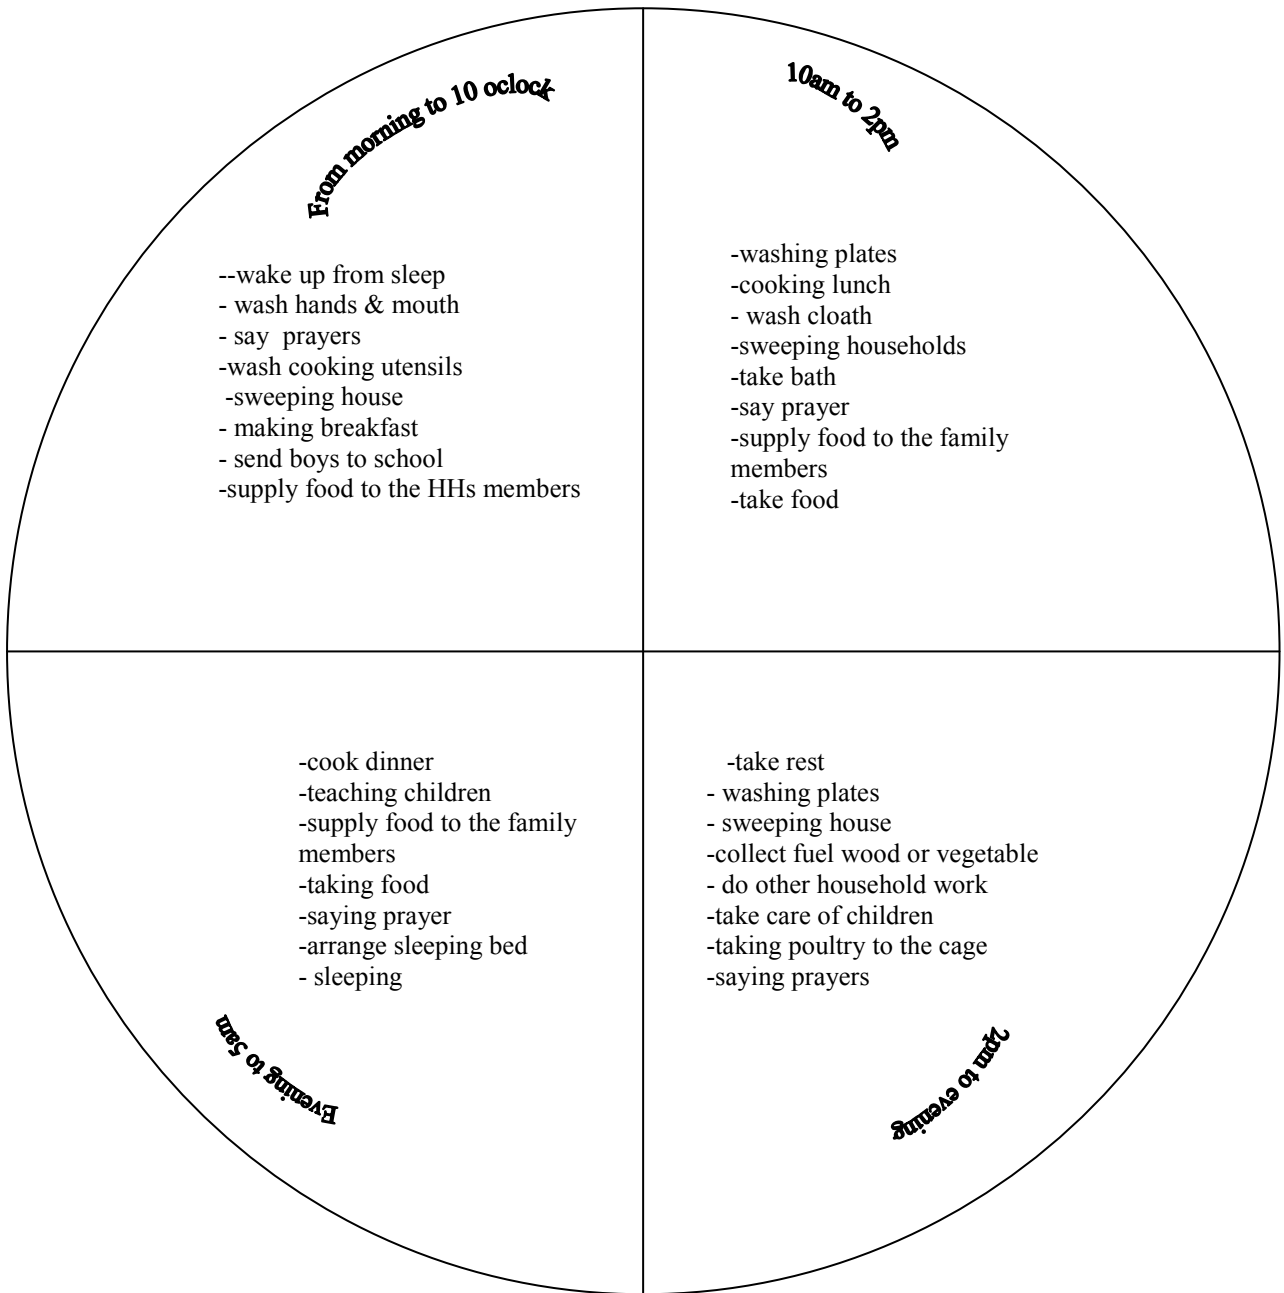 From morning to 10 oclock
--wake up from sleep
- wash hands & mouth
- say  prayers
-wash cooking utensils
-sweeping house
- making breakfast
- send boys to school
-supply food to the HHs members
10am to 2pm
-washing plates
-cooking lunch
- wash cloath
-sweeping households
-take bath
-say prayer
-supply food to the family
members
-take food
-take rest
- washing plates
- sweeping house
-collect fuel wood or vegetable
- do other household work
-take care of children
-taking poultry to the cage
-saying prayers
2pm to evening
-cook dinner
-teaching children
-supply food to the family
members
-taking food
-saying prayer
-arrange sleeping bed
- sleeping
Evening to 5am